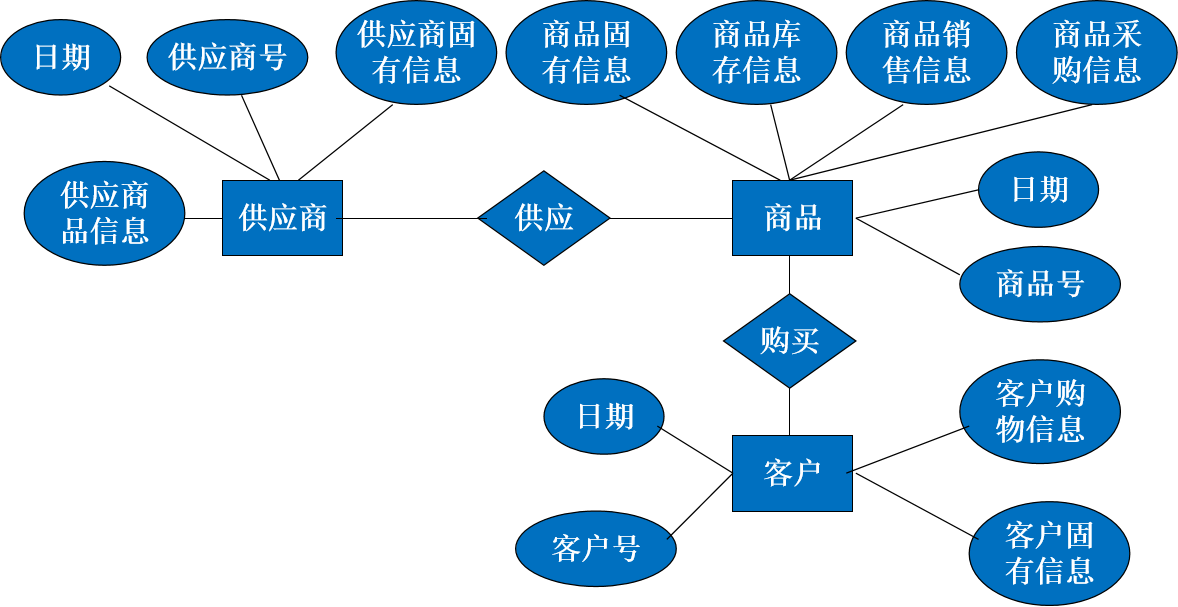 日期
供应商号
供应商固
有信息
商品固
有信息
商品库
存信息
商品销
售信息
商品采
购信息
供应商
品信息
供应商
供应
商品
日期
商品号
购买
日期
客户购
物信息
客户
客户号
客户固
有信息